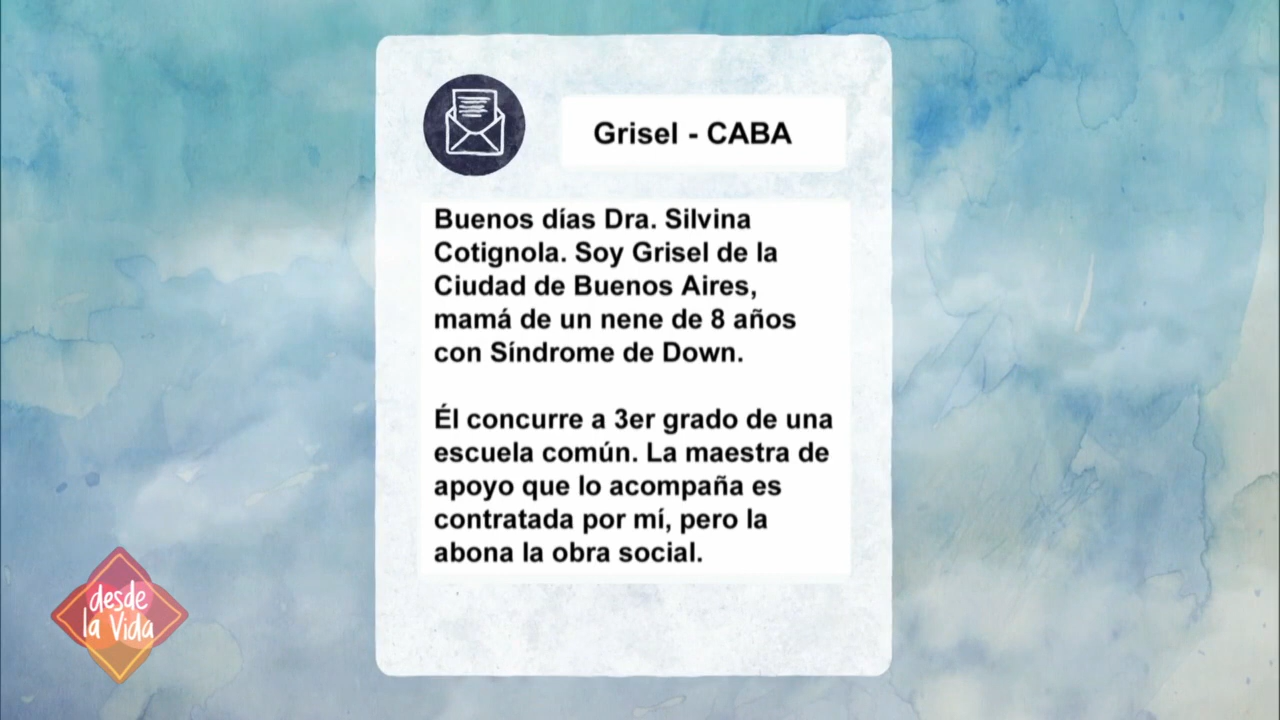 Grisel - CABA
Buenos días Dra. Silvina
Cotignola. Soy Grisel de la
Ciudad de Buenos Aires,
mamá de un nene de 8 años
con Síndrome de Down.
Él concurre a 3er grado de una
escuela común. La maestra de
apoyo que lo acompaña es
contratada por mí, pero la
abona la obra social.
desde
la Vida